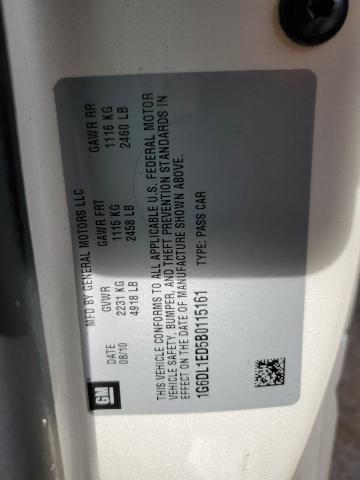 GM
MFD BY GENERAL MOTORS LLC
DATE GVWR GAWR FRT GAWR RR
08/10 2231 KG 1115 KG 1116 KG
4918 LB 2458 LB 2460 LB
THIS VEHICLE CONFORMS TO ALL APPLICABLE U.S. FEDERAL MOTOR
VEHICLE SAFETY, BUMPER, AND THEFT PREVENTION STANDARDS IN
EFFECT ON THE DATE OF MANUFACTURE SHOWN ABOVE.
1G6DL1ED5B0115161 TYPE: PASS CAR